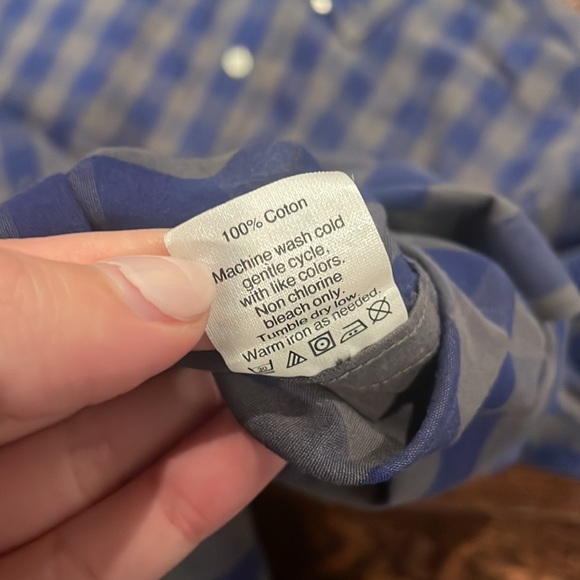 100% Coton
Machine wash cold
gentle cycle.
with like colors.
Non chlorine
bleach only.
Tumble dry low.
Warm iron as needed.
30